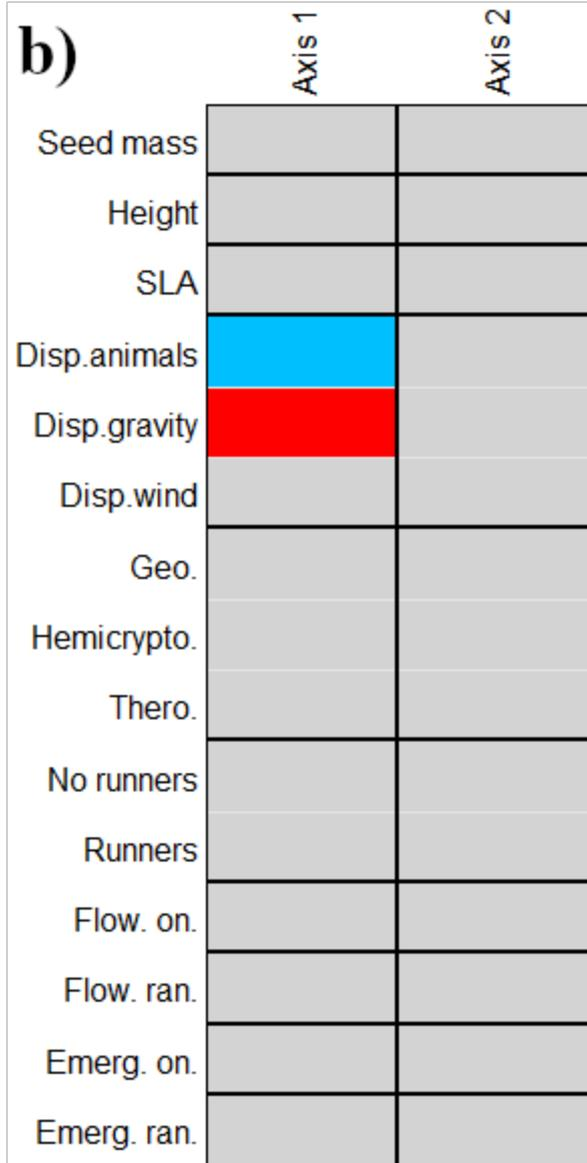 b)
Axis 1
Axis 2
Seed mass
Height
SLA
Disp.animals
Disp.gravity
Disp.wind
Geo.
Hemicrypto.
Thero.
No runners
Runners
Flow. on.
Flow. ran.
Emerg. on.
Emerg. ran.